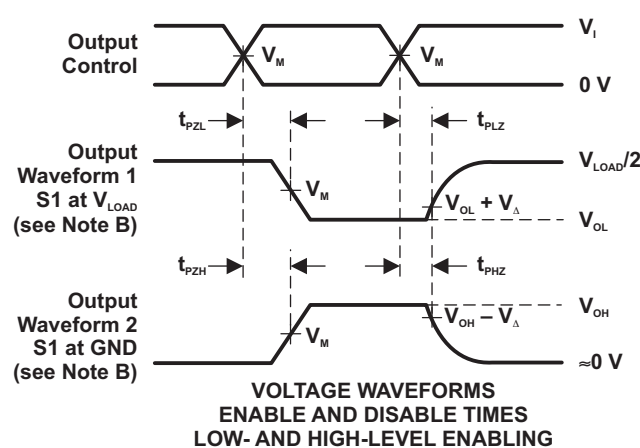 Output
Control
V_M
V_M
V_I
0 V
t_PZL
t_PLZ
Output
Waveform 1
S1 at V_LOAD
(see Note B)
V_M
V_LOAD/2
V_OL + V_Δ
V_OL
t_PZH
t_PHZ
Output
Waveform 2
S1 at GND
(see Note B)
V_M
V_OH
V_OH – V_Δ
≈0 V
VOLTAGE WAVEFORMS
ENABLE AND DISABLE TIMES
LOW- AND HIGH-LEVEL ENABLING